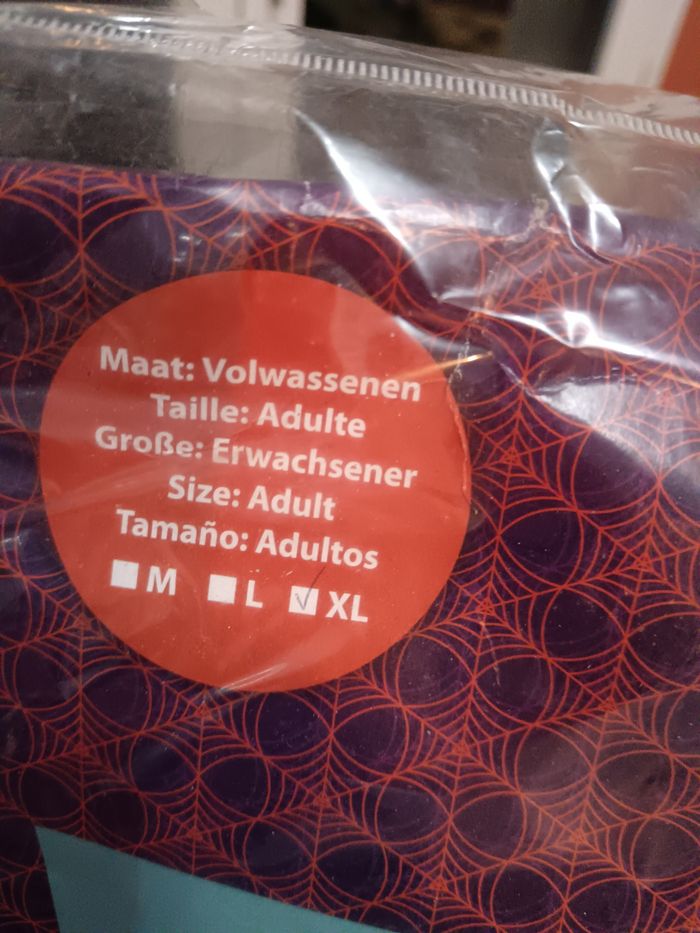 Maat: Volwassenen
Taille: Adulte
Große: Erwachsener
Size: Adult
Tamaño: Adultos
M L XL